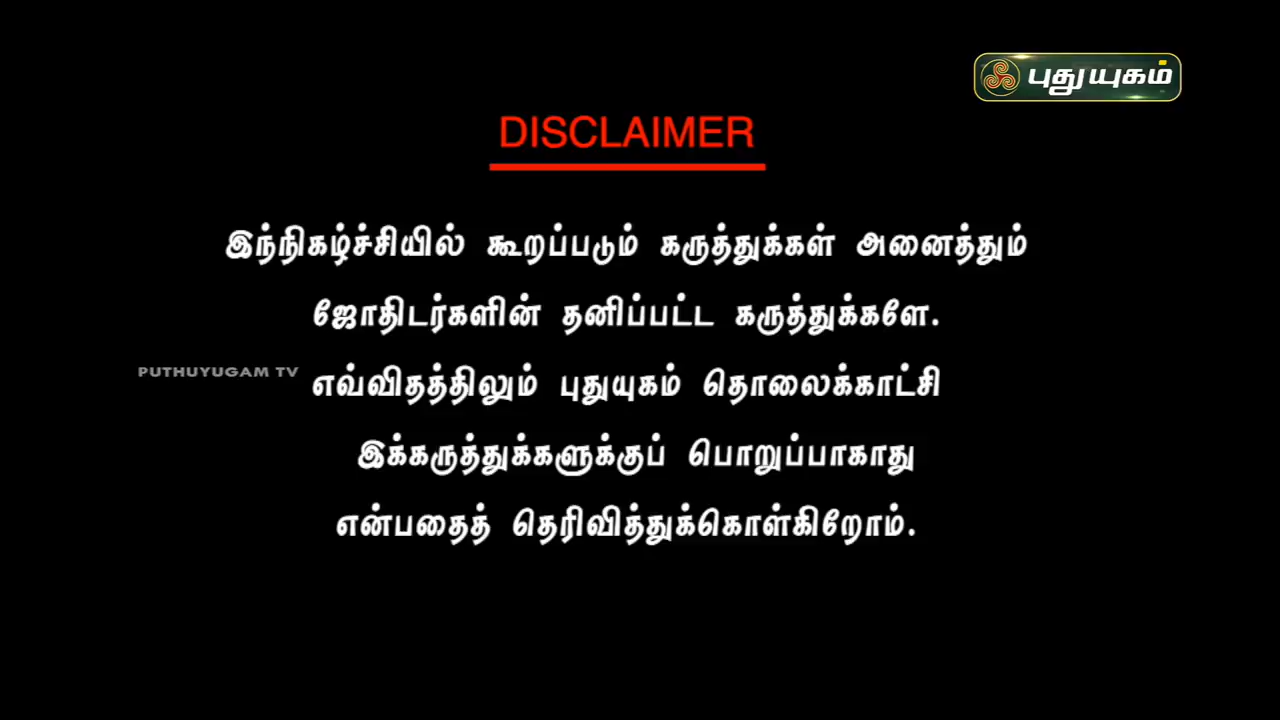 புதுயுகம்
DISCLAIMER
இந்நிகழ்ச்சியில் கூறப்படும் கருத்துக்கள் அனைத்தும்
ஜோதிடர்களின் தனிப்பட்ட கருத்துக்களே.
PUTHUYUGAM TV
எவ்விதத்திலும் புதுயுகம் தொலைக்காட்சி
இக்கருத்துக்களுக்குப் பொறுப்பாகாது
என்பதைத் தெரிவித்துக்கொள்கிறோம்.